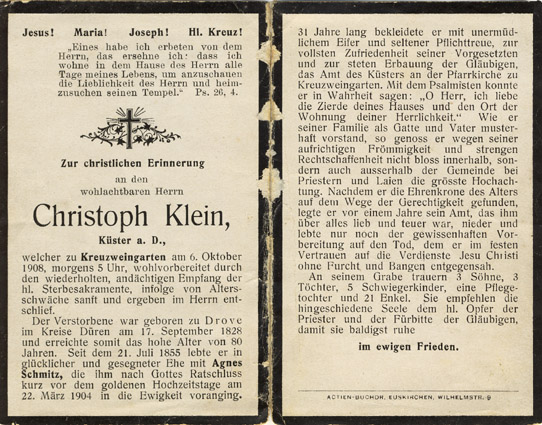 Jesus! Maria! Joseph! Hl. Kreuz!
„Eines habe ich erbeten von dem
Herrn, das ersehne ich: dass ich
wohne in dem Hause des Herrn alle
Tage meines Lebens, um anzuschauen
die Lieblichkeit des Herrn und heim-
zusuchen seinen Tempel.“ Ps. 26, 4.
Zur christlichen Erinnerung
an den
wohlachtbaren Herrn
Christoph Klein,
Küster a. D.,
welcher zu Kreuzweingarten am 6. Oktober
1908, morgens 5 Uhr, wohlvorbereitet durch
den wiederholten, andächtigen Empfang der
hl. Sterbesakramente, infolge von Alters-
schwäche sanft und ergeben im Herrn ent-
schlief.
Der Verstorbene war geboren zu Drove
im Kreise Düren am 17. September 1828
und erreichte somit das hohe Alter von 80
Jahren. Seit dem 21. Juli 1855 lebte er in
glücklicher und gesegneter Ehe mit Agnes
Schmitz, die ihm nach Gottes Ratschluss
kurz vor dem goldenen Hochzeitstage am
22. März 1904 in die Ewigkeit voranging.
31 Jahre lang bekleidete er mit unermüd-
lichem Eifer und seltener Pflichttreue, zur
vollsten Zufriedenheit seiner Vorgesetzten
und zur steten Erbauung der Gläubigen,
das Amt des Küsters an der Pfarrkirche zu
Kreuzweingarten. Mit dem Psalmisten konnte
er in Wahrheit sagen: „O Herr, ich liebe
die Zierde deines Hauses und den Ort der
Wohnung deiner Herrlichkeit.“ Wie er
seiner Familie als Gatte und Vater muster-
haft vorstand, so genoss er wegen seiner
aufrichtigen Frömmigkeit und strengen
Rechtschaffenheit nicht bloss innerhalb, son-
dern auch ausserhalb der Gemeinde bei
Priestern und Laien die grösste Hochach-
tung. Nachdem er die Ehrenkrone des Alters
auf dem Wege der Gerechtigkeit gefunden,
legte er vor einem Jahre sein Amt, das ihm
über alles lieb und teuer war, nieder und
lebte nur noch der gewissenhaften Vor-
bereitung auf den Tod, dem er im festen
Vertrauen auf die Verdienste Jesu Christi
ohne Furcht und Bangen entgegensah.
An seinem Grabe trauern 3 Söhne, 3
Töchter, 5 Schwiegerkinder, eine Pflege-
tochter und 21 Enkel. Sie empfehlen die
hingeschiedene Seele dem hl. Opfer der
Priester und der Fürbitte der Gläubigen,
damit sie baldigst ruhe
im ewigen Frieden.
ACTIEN-BUCHDR. EUSKIRCHEN, WILHELMSTR.